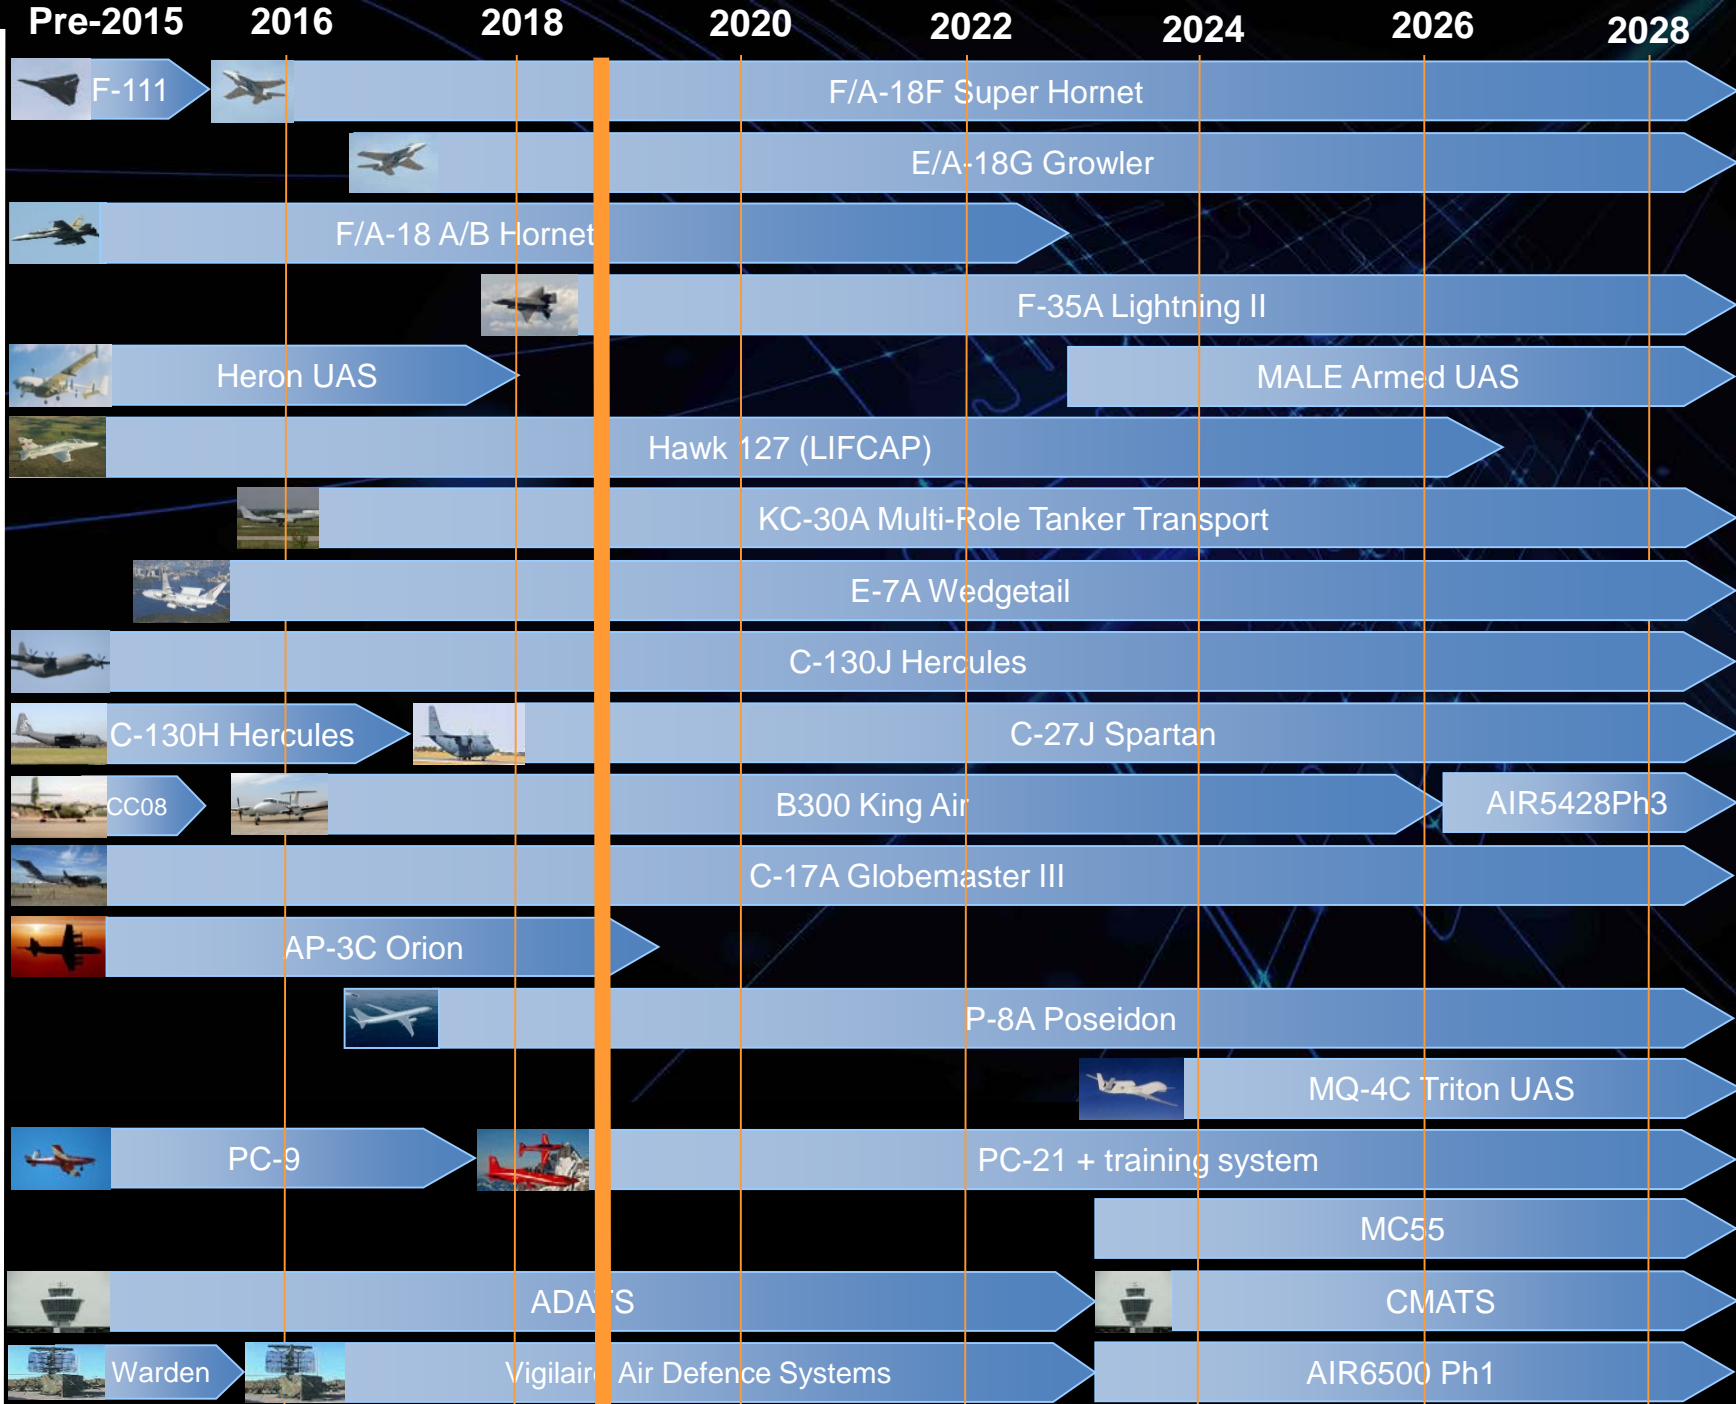 Pre-2015 2016 2018 2020 2022 2024 2026 2028
F-111 F/A-18F Super Hornet
E/A-18G Growler
F/A-18 A/B Hornet
F-35A Lightning II
Heron UAS MALE Armed UAS
Hawk 127 (LIFCAP)
KC-30A Multi-Role Tanker Transport
E-7A Wedgetail
C-130J Hercules
C-130H Hercules C-27J Spartan
CC08 B300 King Air AIR5428Ph3
C-17A Globemaster III
AP-3C Orion
P-8A Poseidon
MQ-4C Triton UAS
PC-9 PC-21 + training system
MC55
ADATS CMATS
Warden Vigilaire Air Defence Systems AIR6500 Ph1